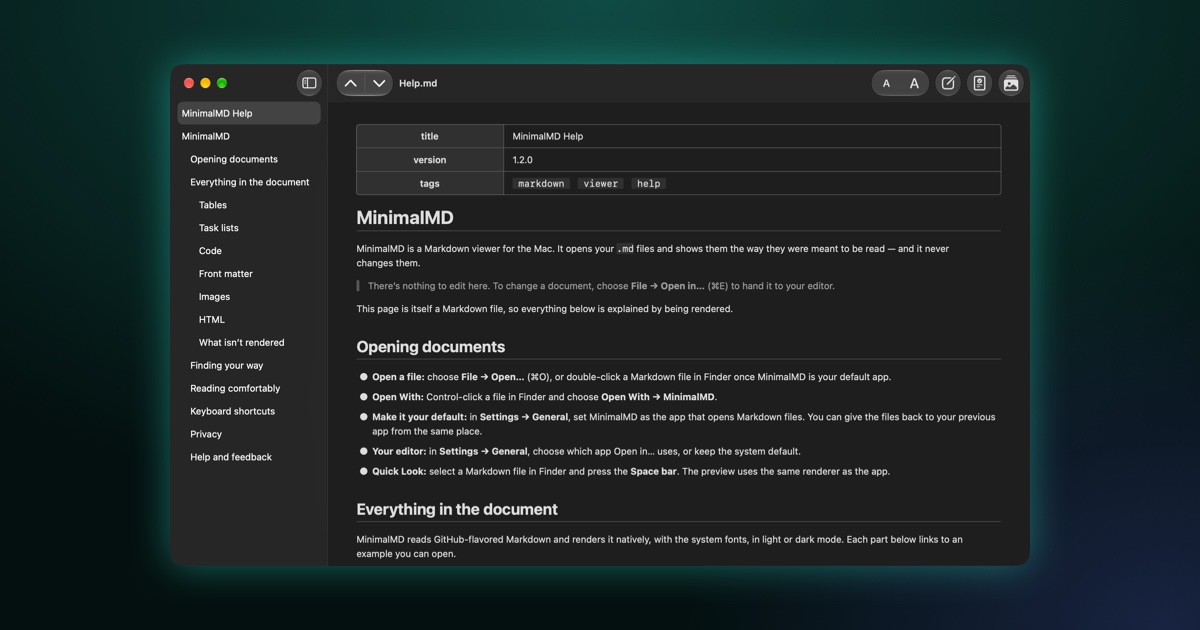 Help.md
A A
MinimalMD Help
MinimalMD
Opening documents
Everything in the document
Tables
Task lists
Code
Front matter
Images
HTML
What isn't rendered
Finding your way
Reading comfortably
Keyboard shortcuts
Privacy
Help and feedback
title MinimalMD Help
version 1.2.0
tags markdown viewer help
MinimalMD
MinimalMD is a Markdown viewer for the Mac. It opens your .md files and shows them the way they were meant to be read — and it never
changes them.
There's nothing to edit here. To change a document, choose File → Open in… (⌘E) to hand it to your editor.
This page is itself a Markdown file, so everything below is explained by being rendered.
Opening documents
● Open a file: choose File → Open… (⌘O), or double-click a Markdown file in Finder once MinimalMD is your default app.
● Open With: Control-click a file in Finder and choose Open With → MinimalMD.
● Make it your default: in Settings → General, set MinimalMD as the app that opens Markdown files. You can give the files back to your previous
app from the same place.
● Your editor: in Settings → General, choose which app Open in… uses, or keep the system default.
● Quick Look: select a Markdown file in Finder and press the Space bar. The preview uses the same renderer as the app.
Everything in the document
MinimalMD reads GitHub-flavored Markdown and renders it natively, with the system fonts, in light or dark mode. Each part below links to an
example you can open.